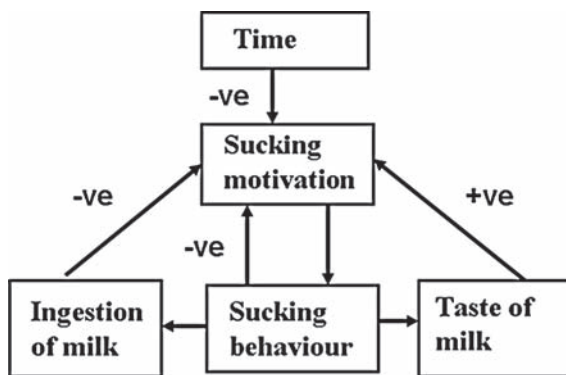 Time
-ve
Sucking
motivation
-ve
+ve
-ve
Ingestion
of milk
Sucking
behaviour
Taste of
milk